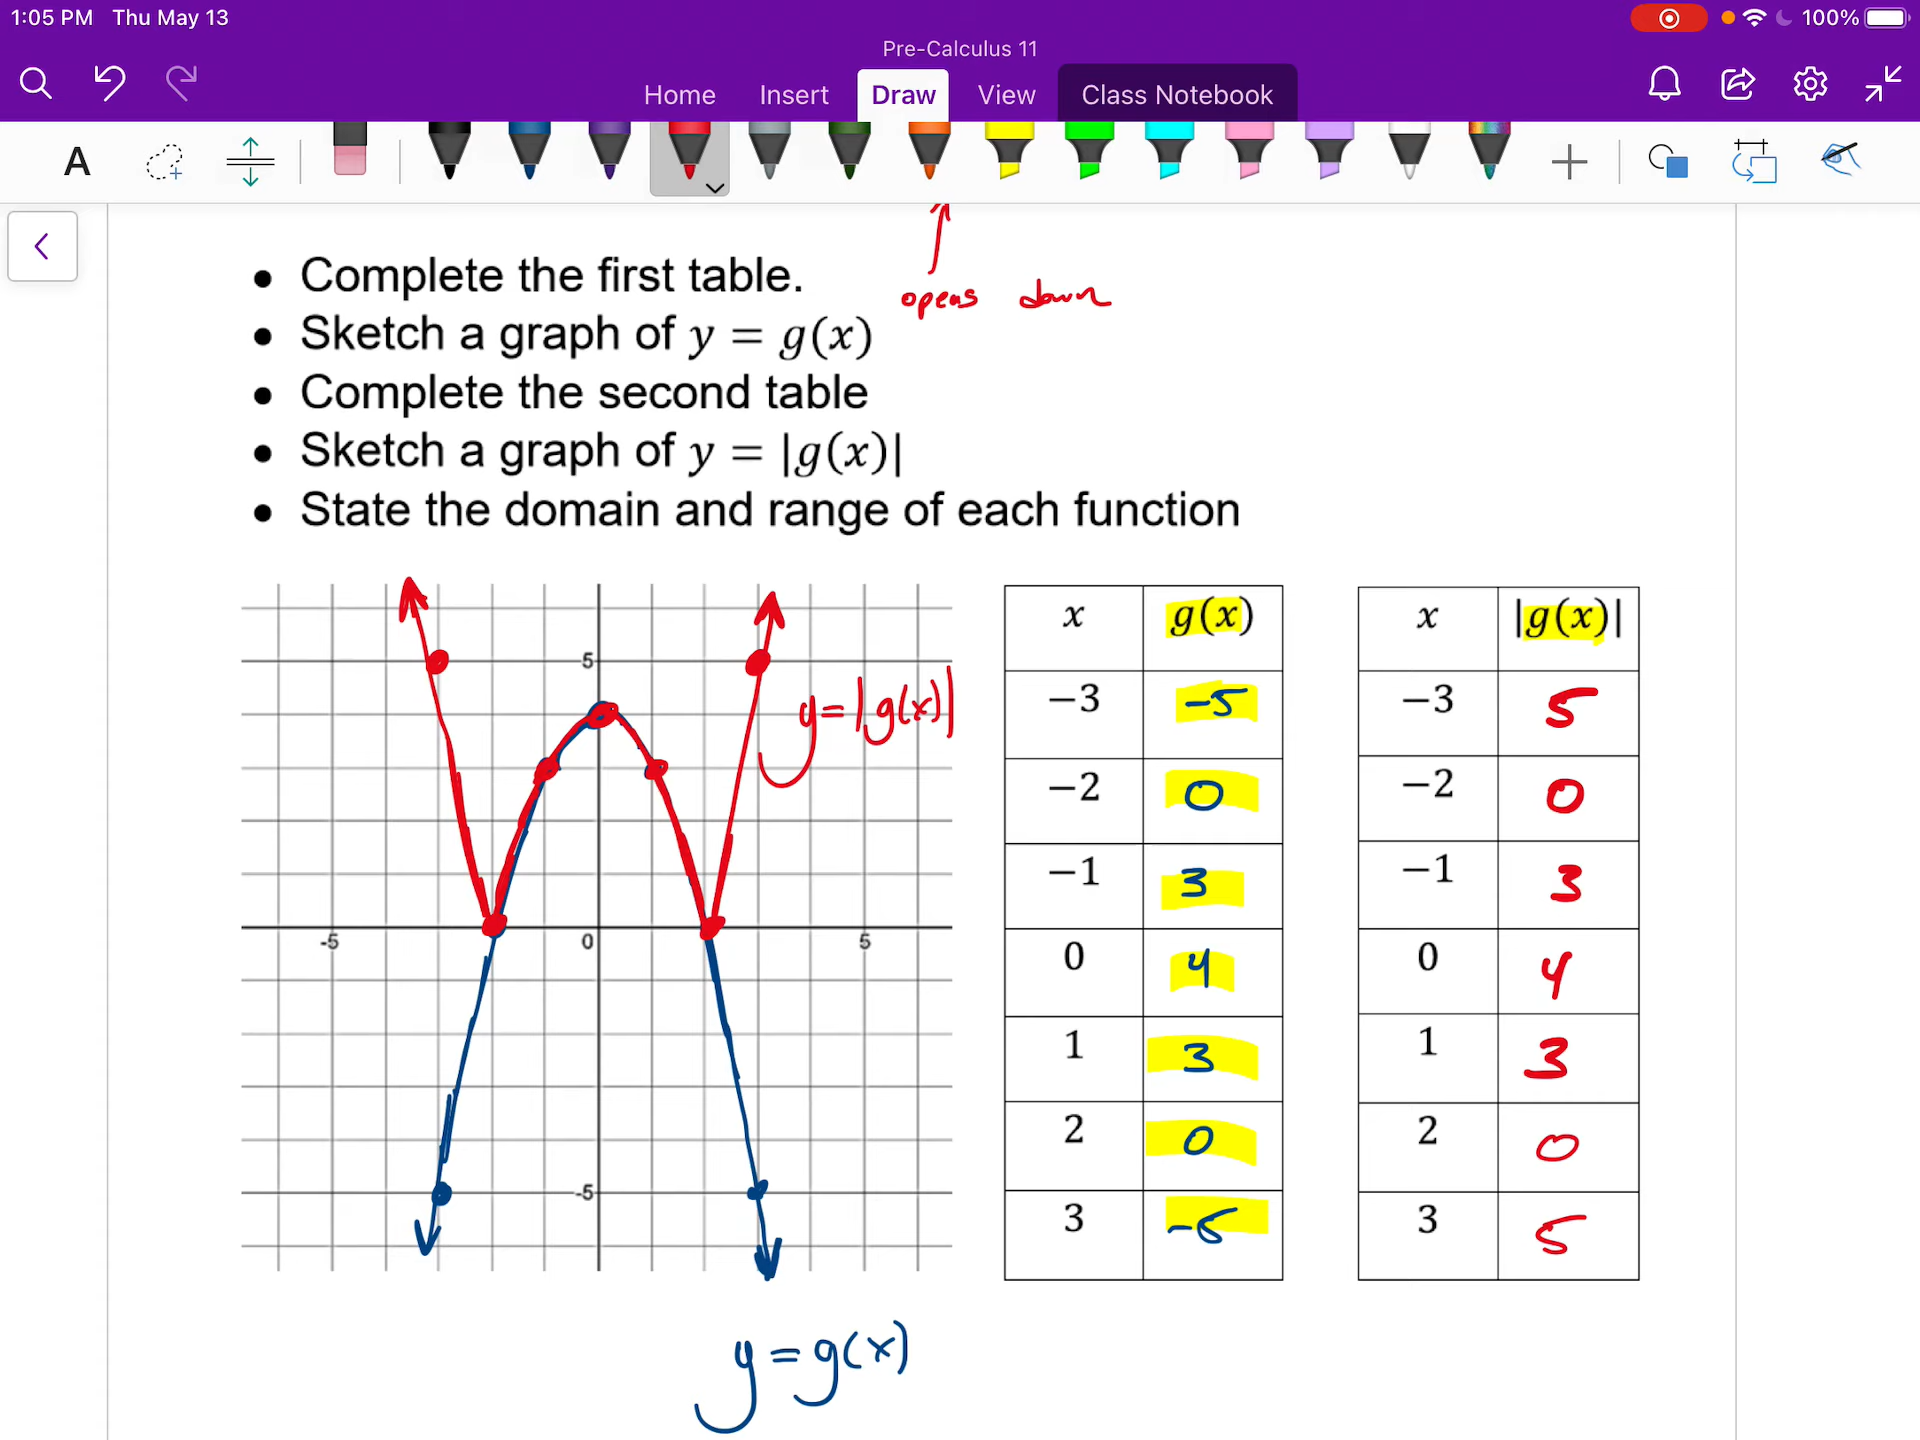 1:05 PM Thu May 13
100%
Pre-Calculus 11
Home Insert Draw View Class Notebook
A
opens down
• Complete the first table.
• Sketch a graph of y = g(x)
• Complete the second table
• Sketch a graph of y = |g(x)|
• State the domain and range of each function
5
-5 0 5
-5
y=|g(x)|
y=g(x)
x g(x)
−3 -5
−2 0
−1 3
0 4
1 3
2 0
3 -5
x |g(x)|
−3 5
−2 0
−1 3
0 4
1 3
2 0
3 5